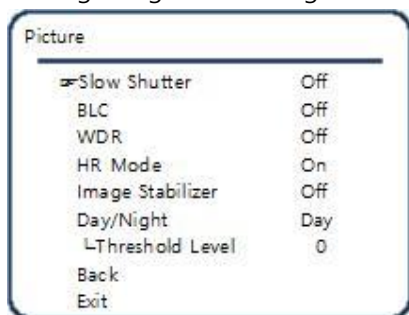 Picture
☞Slow Shutter Off
BLC Off
WDR Off
HR Mode On
Image Stabilizer Off
Day/Night Day
└Threshold Level 0
Back
Exit